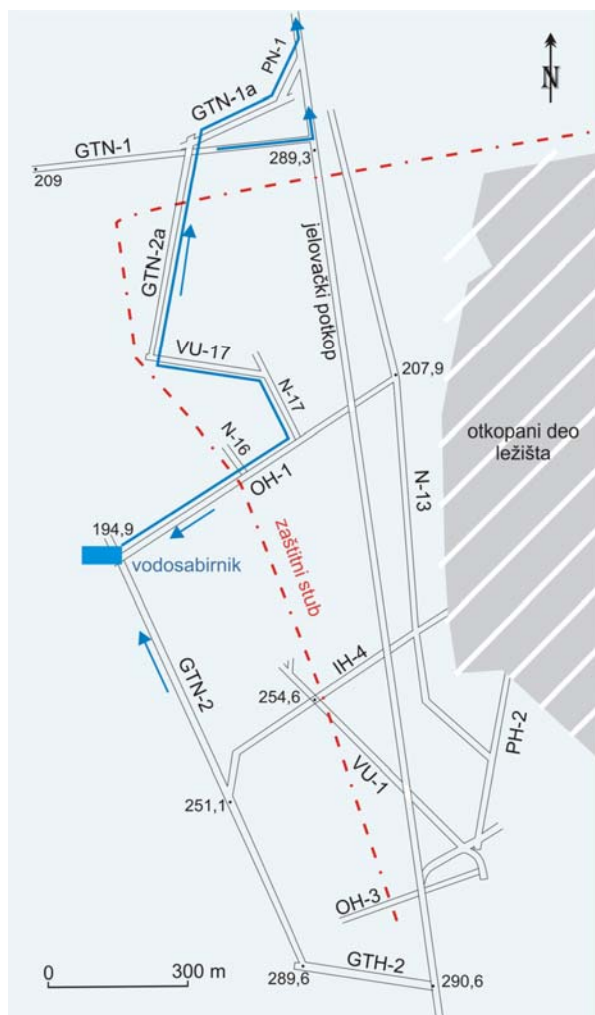 PN-1
GTN-1a
N
GTN-1
289,3
209
GTN-2a
jelovački potkop
VU-17
N-17
207,9
otkopani deo
ležišta
N-16
OH-1
N-13
194,9
vodosabirnik
zaštitni stub
GTN-2
IH-4
254,6
PH-2
VU-1
251,1
OH-3
0
300 m
289,6
GTH-2
290,6